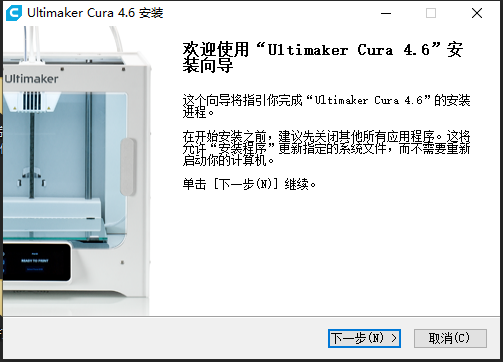 Ultimaker Cura 4.6 安装
Ultimaker
READY TO PRINT
欢迎使用“Ultimaker Cura 4.6”安
装向导
这个向导将指引你完成“Ultimaker Cura 4.6”的安装
进程。
在开始安装之前，建议先关闭其他所有应用程序。这将
允许“安装程序”更新指定的系统文件，而不需要重新
启动你的计算机。
单击 [下一步(N)] 继续。
下一步(N) >
取消(C)